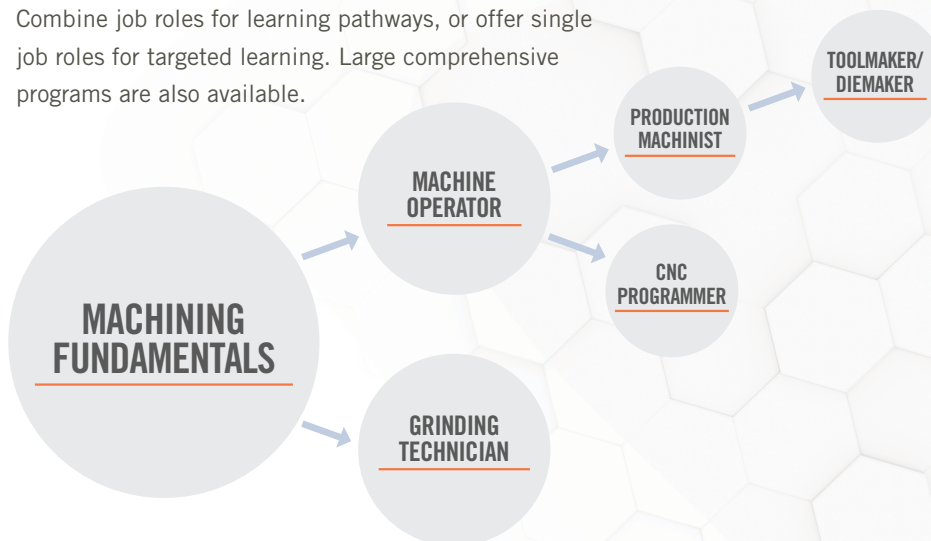 Combine job roles for learning pathways, or offer single
job roles for targeted learning. Large comprehensive
programs are also available.
TOOLMAKER/
DIEMAKER
PRODUCTION
MACHINIST
MACHINE
OPERATOR
CNC
PROGRAMMER
MACHINING
FUNDAMENTALS
GRINDING
TECHNICIAN